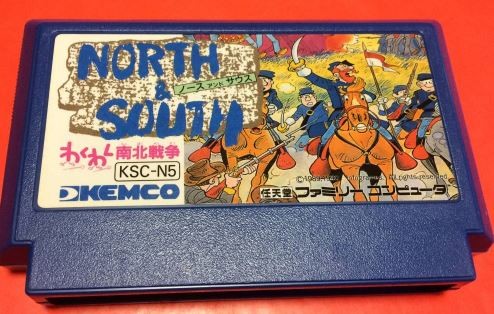 NORTH
&
ノース アンド サウス
SOUTH
わくわく南北戦争
KSC-N5
KEMCO
任天堂 ファミリーコンピュータ